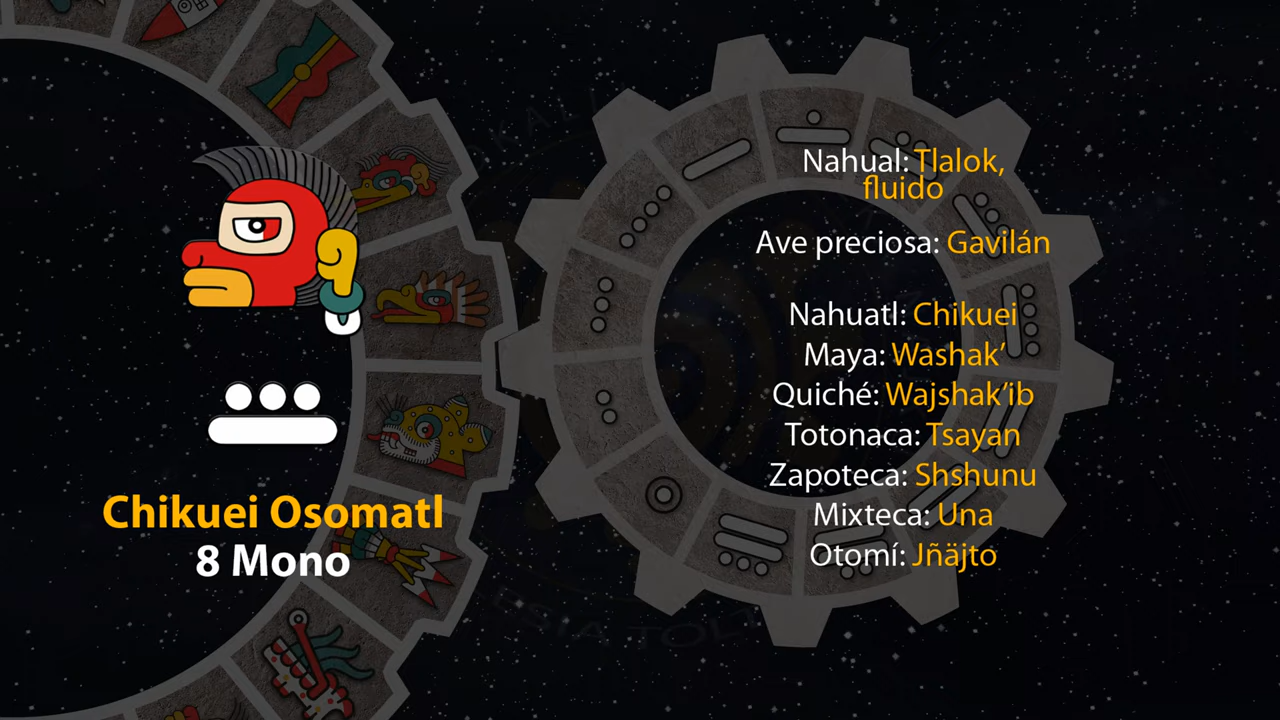 Chikuei Osomatl
8 Mono
Nahual: Tlalok,
fluido
Ave preciosa: Gavilán
Nahuatl: Chikuei
Maya: Washak’
Quiché: Wajshak’ib
Totonaca: Tsayan
Zapoteca: Shshunu
Mixteca: Una
Otomí: Jñäjto